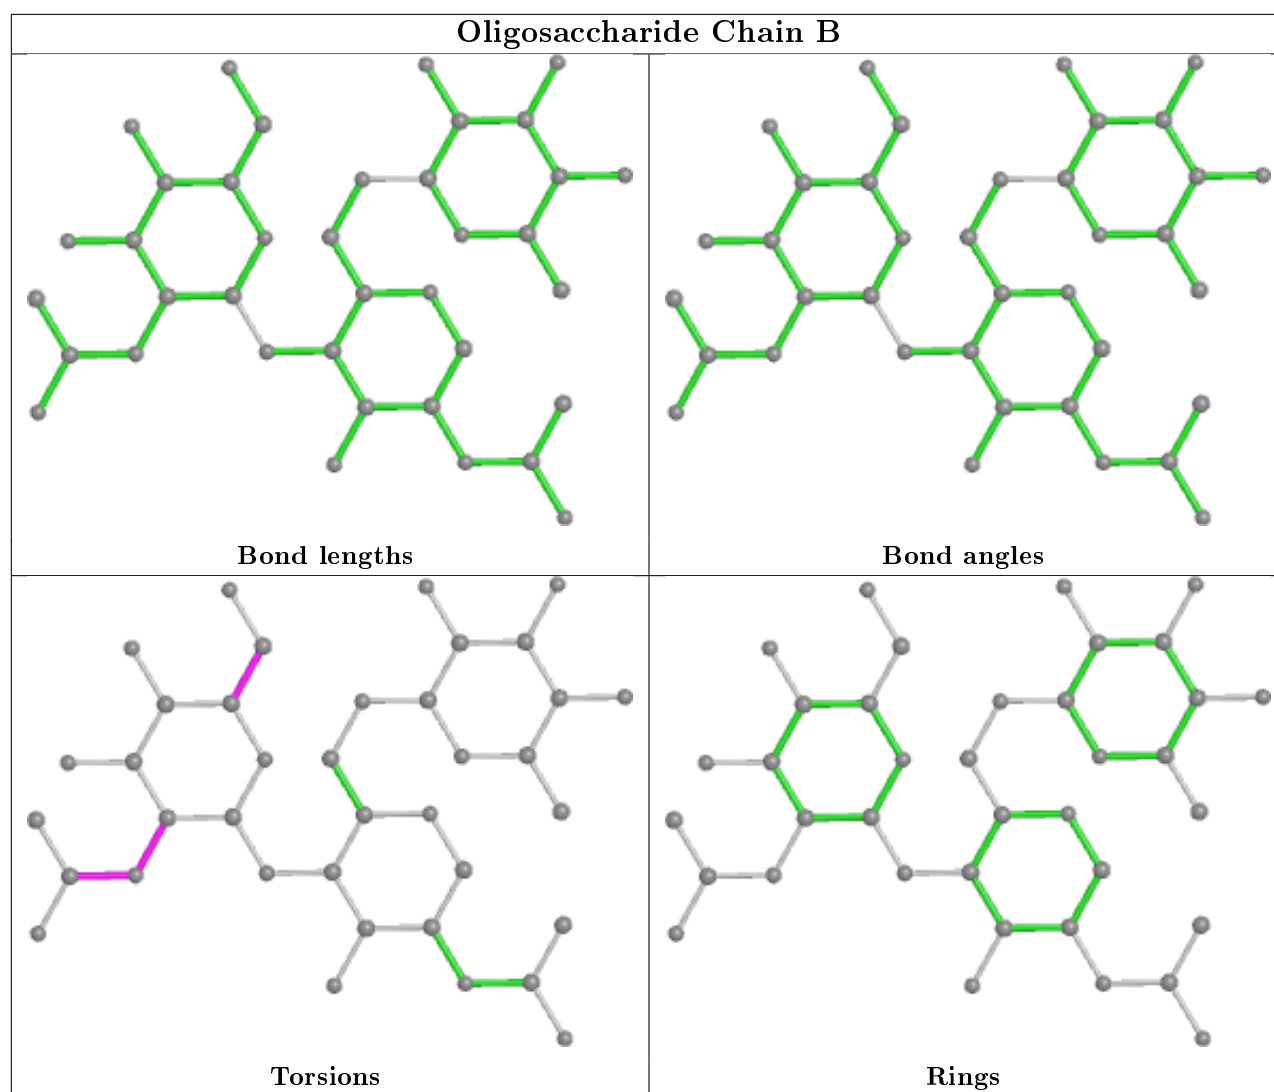 Oligosaccharide Chain B
Bond lengths
Bond angles
Torsions
Rings